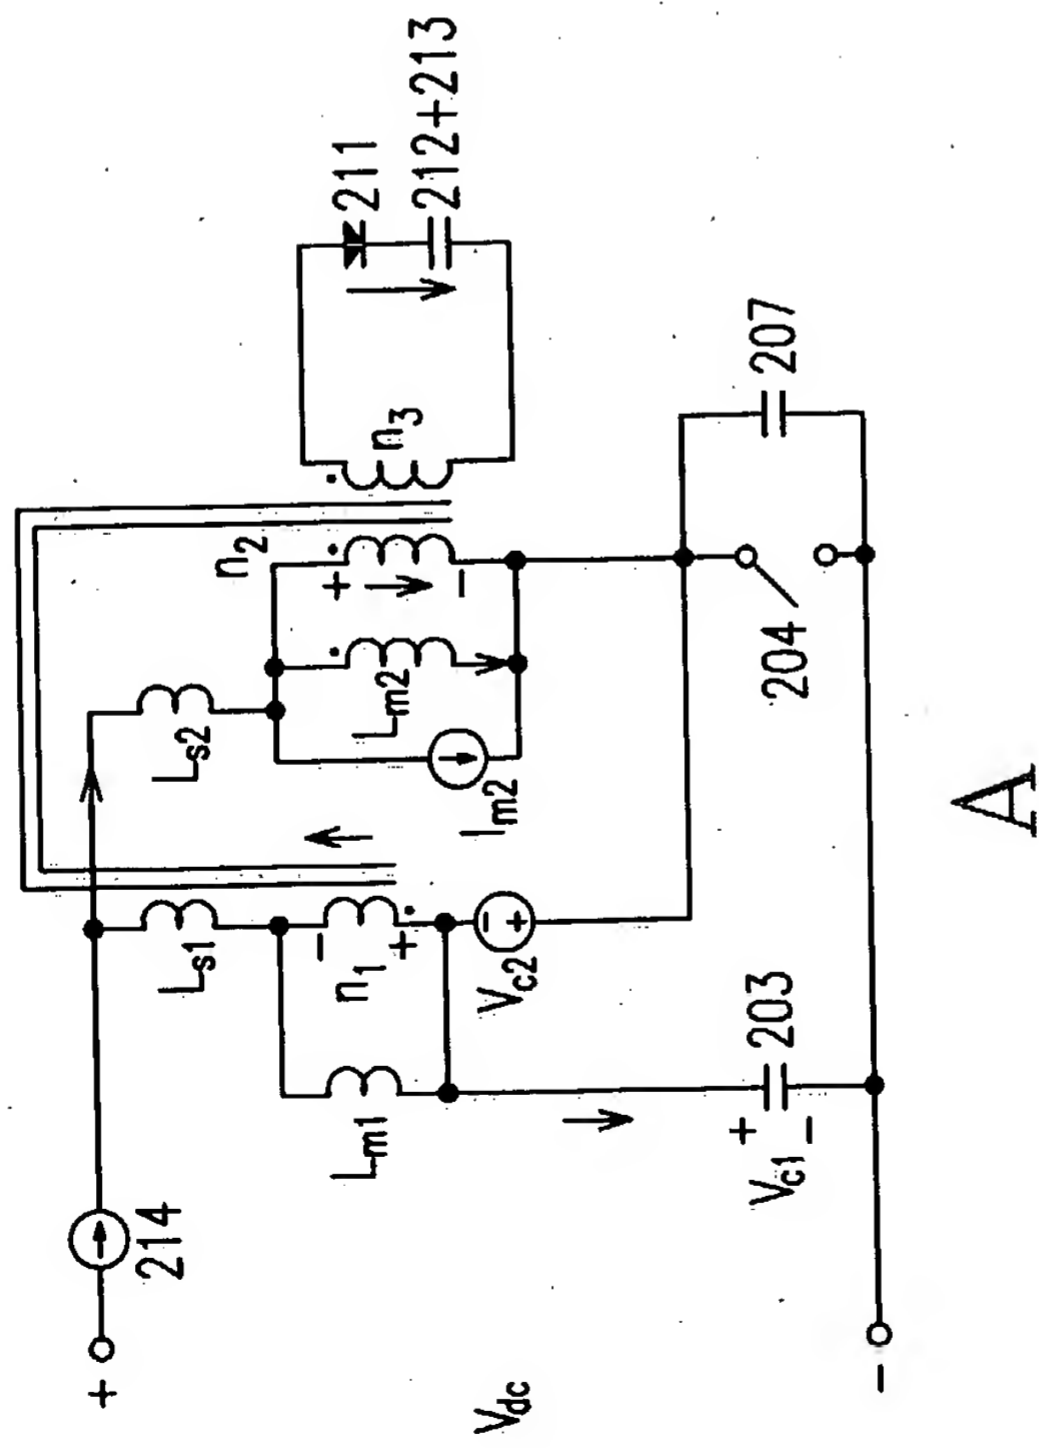 212+213
211
n3
n2
207
Ls2
Lm2
204
Im2
Ls1
n1
Vc2
203
Lm1
Vc1
214
Vdc
+
-
+
-
-
+
-
+
+
-
A